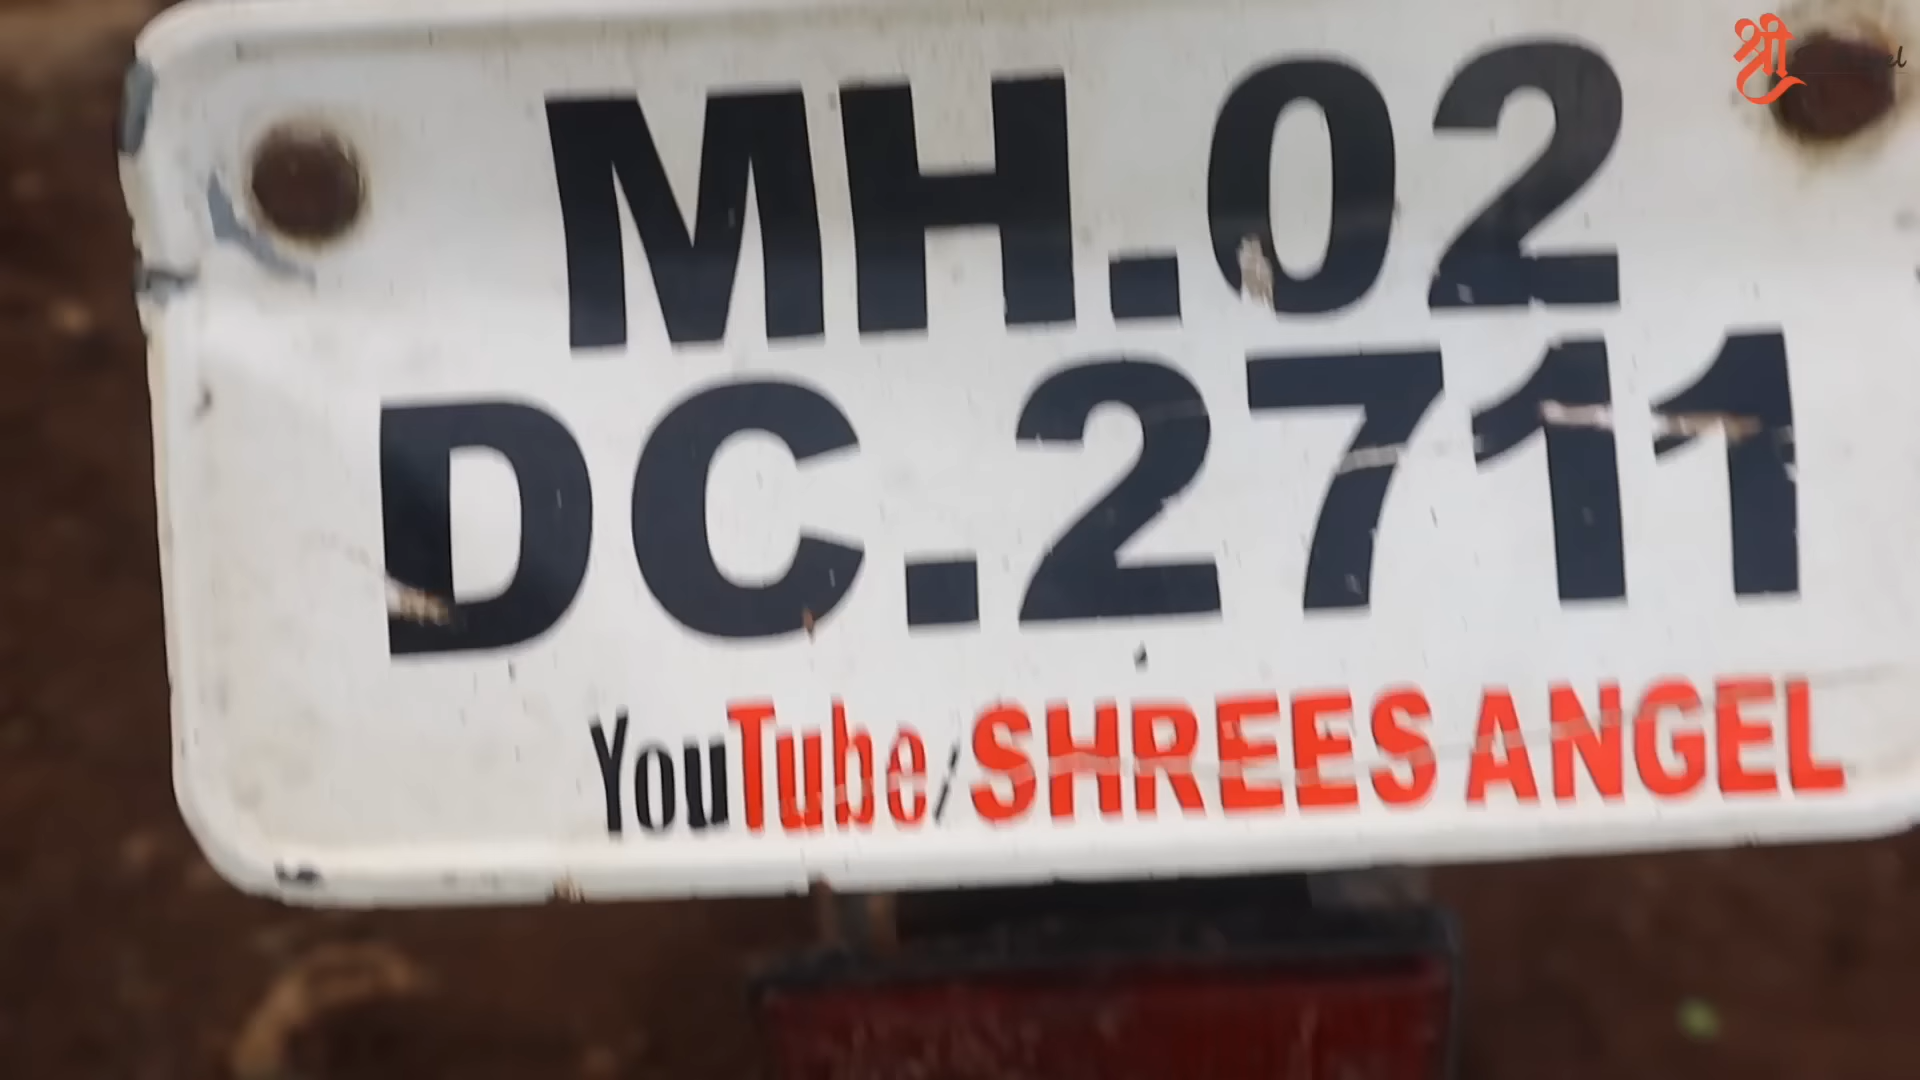 श्री
MH.02
DC.2711
YouTube/SHREES ANGEL